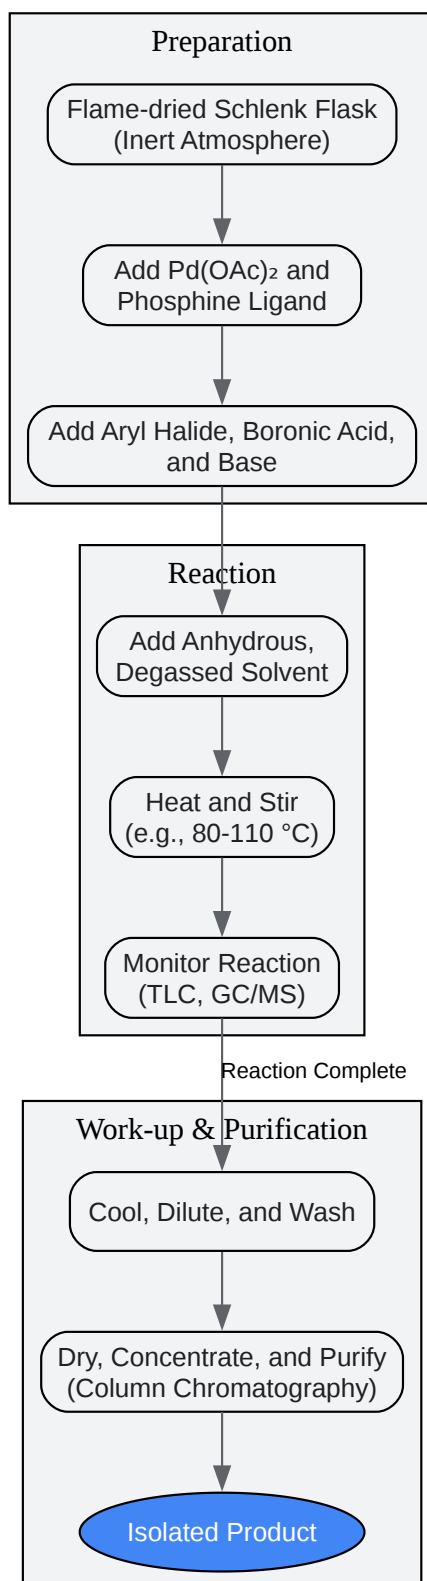 Preparation
Flame-dried Schlenk Flask
(Inert Atmosphere)
Add Pd(OAc)₂ and
Phosphine Ligand
Add Aryl Halide, Boronic Acid,
and Base
Reaction
Add Anhydrous,
Degassed Solvent
Heat and Stir
(e.g., 80-110 °C)
Monitor Reaction
(TLC, GC/MS)
Reaction Complete
Work-up & Purification
Cool, Dilute, and Wash
Dry, Concentrate, and Purify
(Column Chromatography)
Isolated Product